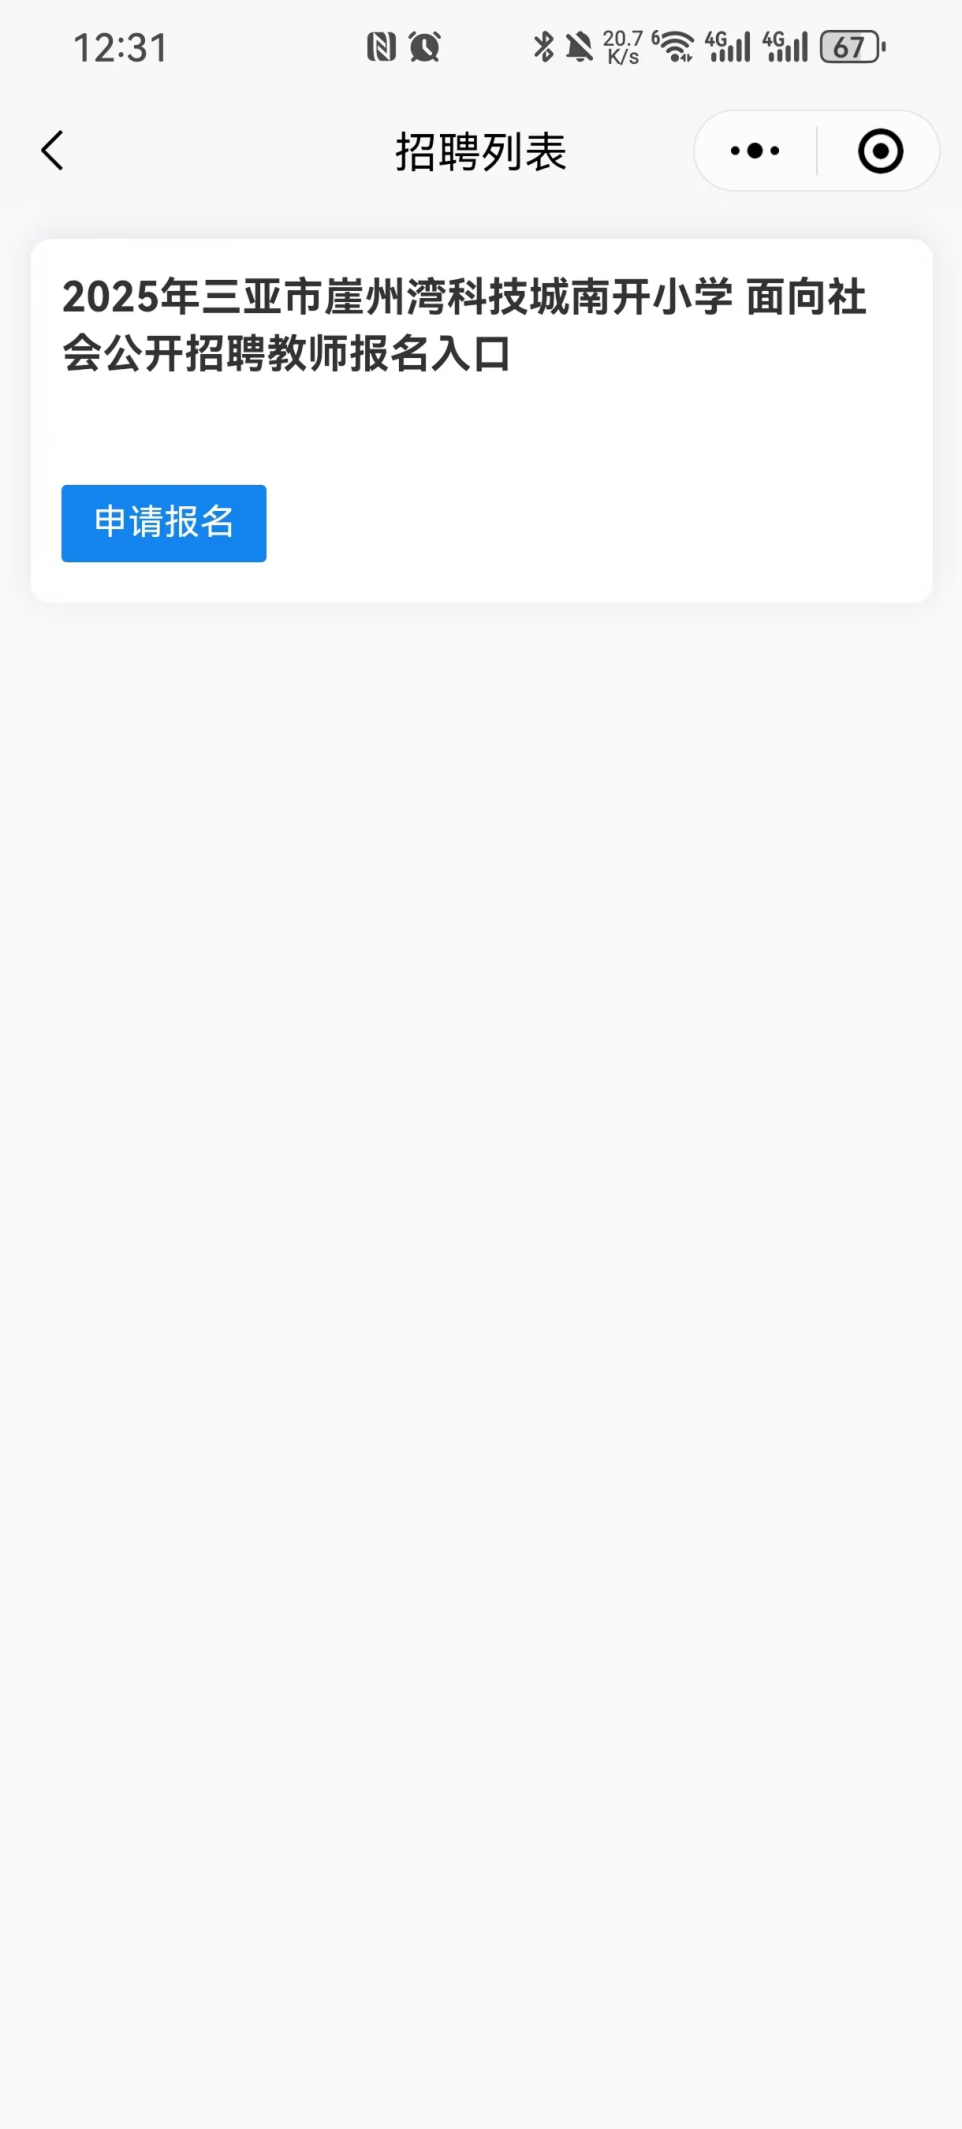 12:31
20.7 K/s 6 4G 4G 67
招聘列表
2025年三亚市崖州湾科技城南开小学 面向社
会公开招聘教师报名入口
申请报名